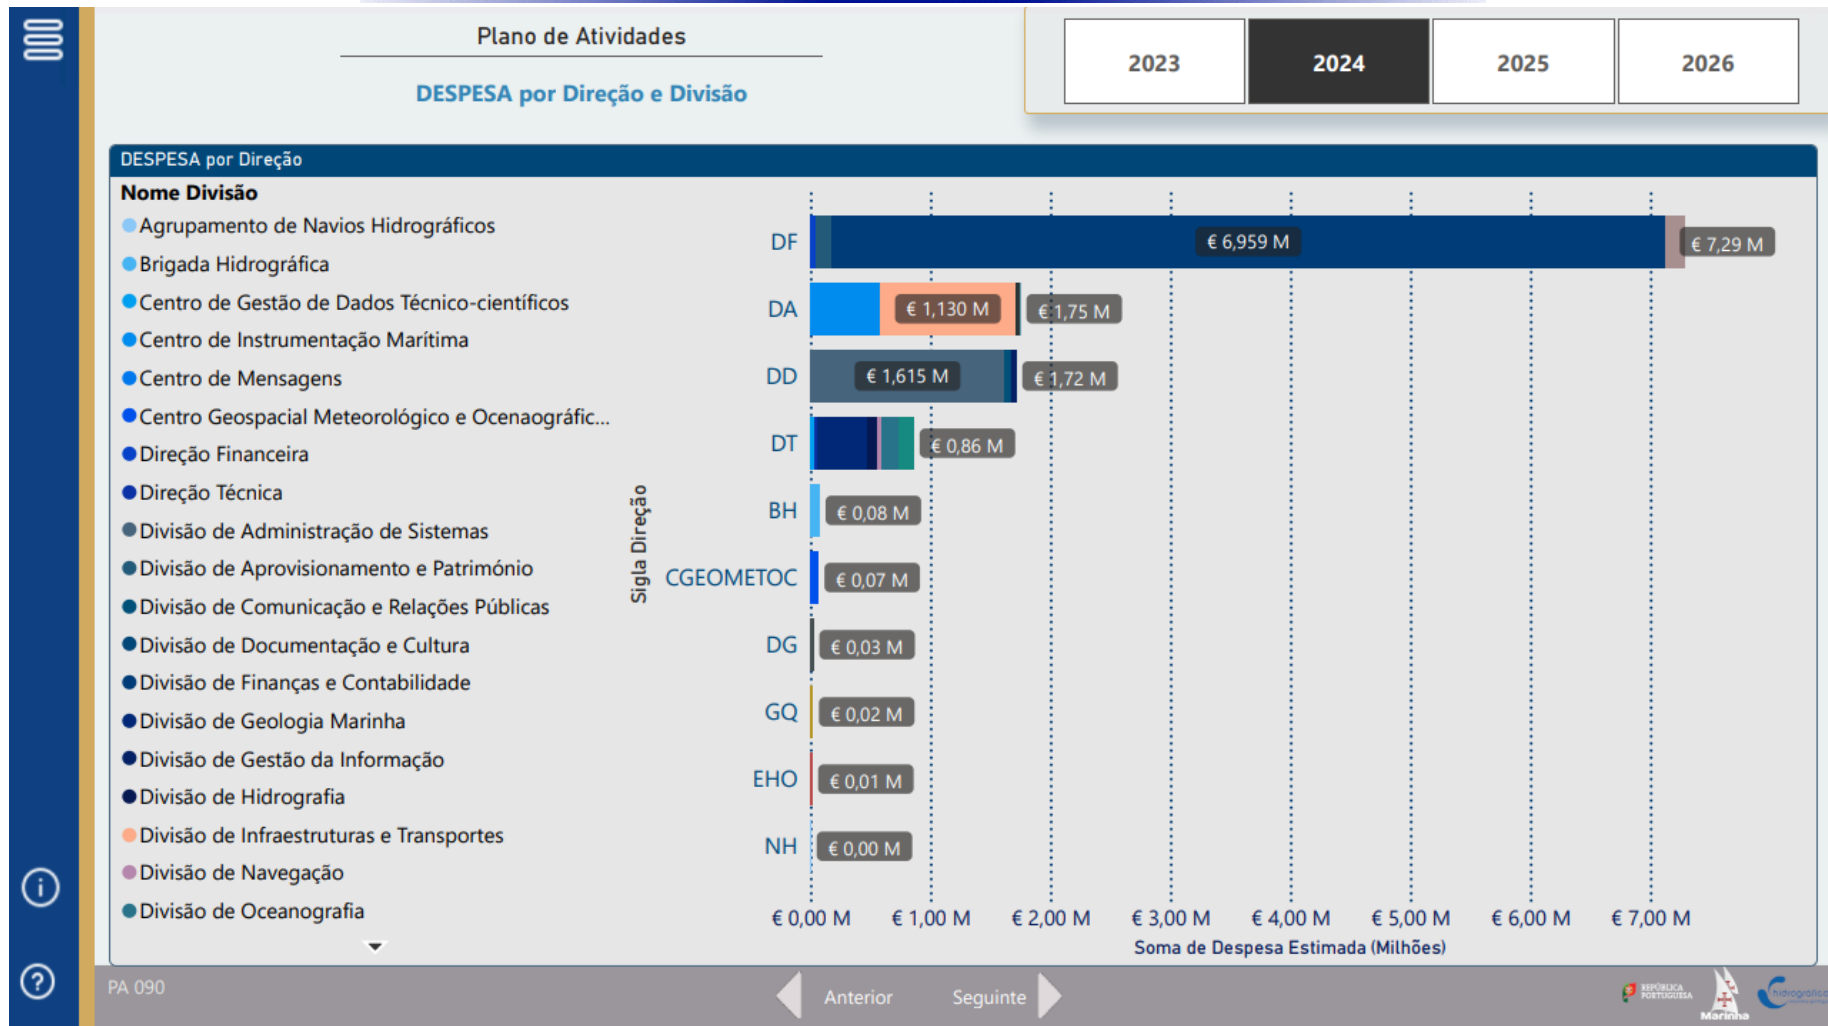 Plano de Atividades
DESPESA por Direção e Divisão
2023
2024
2025
2026
DESPESA por Direção
Nome Divisão
Agrupamento de Navios Hidrográficos
Brigada Hidrográfica
Centro de Gestão de Dados Técnico-científicos
Centro de Instrumentação Marítima
Centro de Mensagens
Centro Geospacial Meteorológico e Ocenaográfic...
Direção Financeira
Direção Técnica
Divisão de Administração de Sistemas
Divisão de Aprovisionamento e Património
Divisão de Comunicação e Relações Públicas
Divisão de Documentação e Cultura
Divisão de Finanças e Contabilidade
Divisão de Geologia Marinha
Divisão de Gestão da Informação
Divisão de Hidrografia
Divisão de Infraestruturas e Transportes
Divisão de Navegação
Divisão de Oceanografia
Sigla Direção
DF
€ 6,959 M
€ 7,29 M
DA
€ 1,130 M
€ 1,75 M
DD
€ 1,615 M
€ 1,72 M
DT
€ 0,86 M
BH
€ 0,08 M
CGEOMETOC
€ 0,07 M
DG
€ 0,03 M
GQ
€ 0,02 M
EHO
€ 0,01 M
NH
€ 0,00 M
€ 0,00 M
€ 1,00 M
€ 2,00 M
€ 3,00 M
€ 4,00 M
€ 5,00 M
€ 6,00 M
€ 7,00 M
Soma de Despesa Estimada (Milhões)
PA 090
Anterior
Seguinte
REPÚBLICA
PORTUGUESA
Marinha
hidrográfico